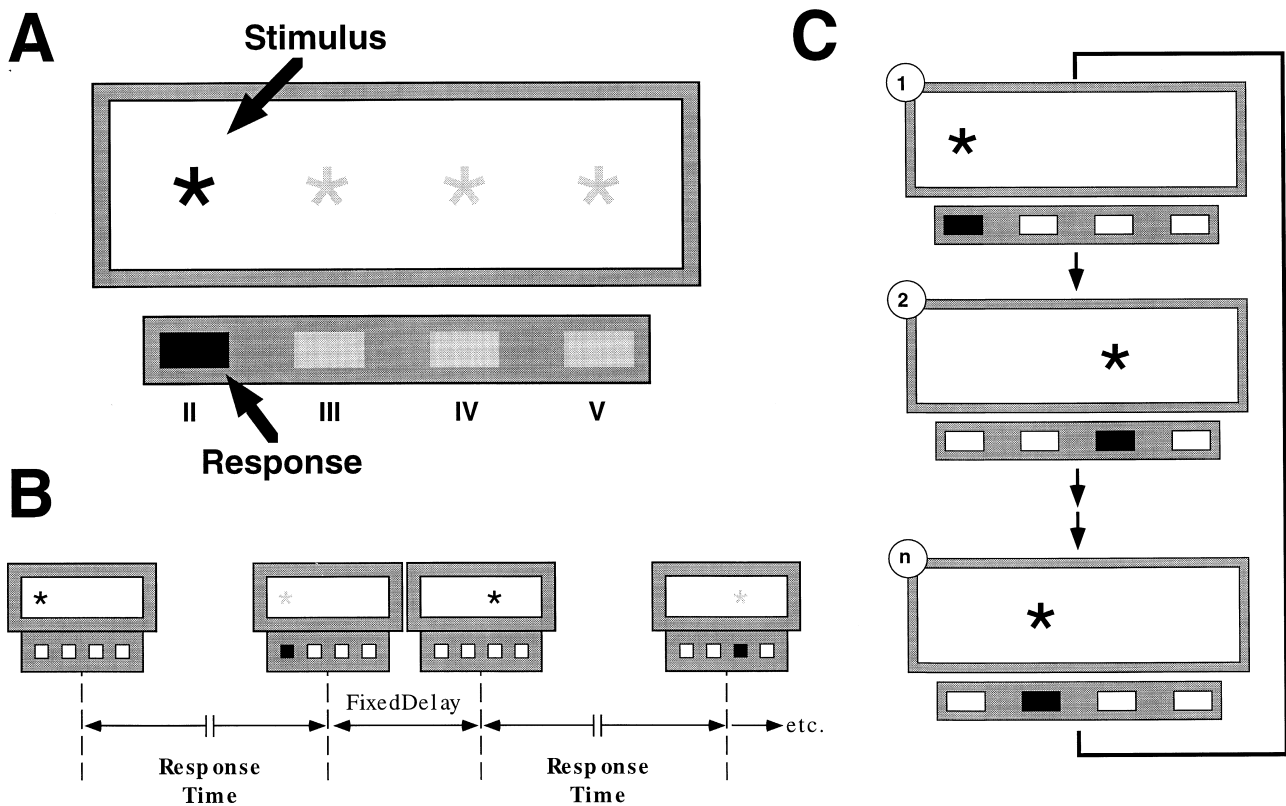 A
Stimulus
II III IV V
Response
B
FixedDelay
etc.
Response Time
Response Time
C
1
2
n